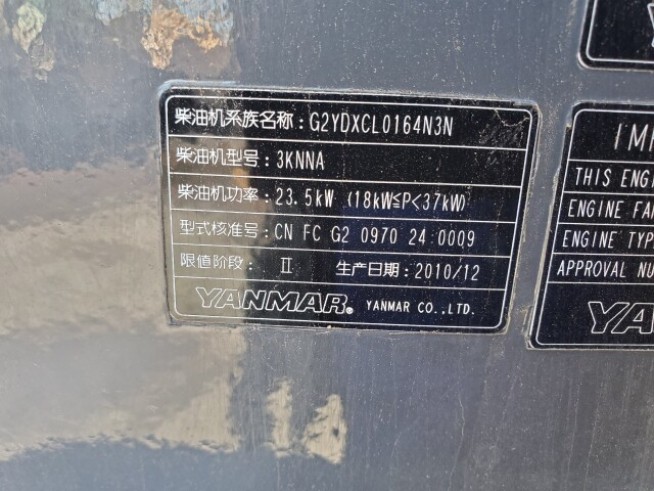 柴油机系族名称：G2YDXCL0164N3N
柴油机型号：3KNNA
柴油机功率：23.5kW (18kW≦P<37kW)
型式核准号：CN FC G2 0970 24 0009
限值阶段： Ⅱ 生产日期：2010/12
YANMAR® YANMAR CO.,LTD.
THIS ENGI
ENGINE FA
ENGINE TYP
APPROVAL NU
YA